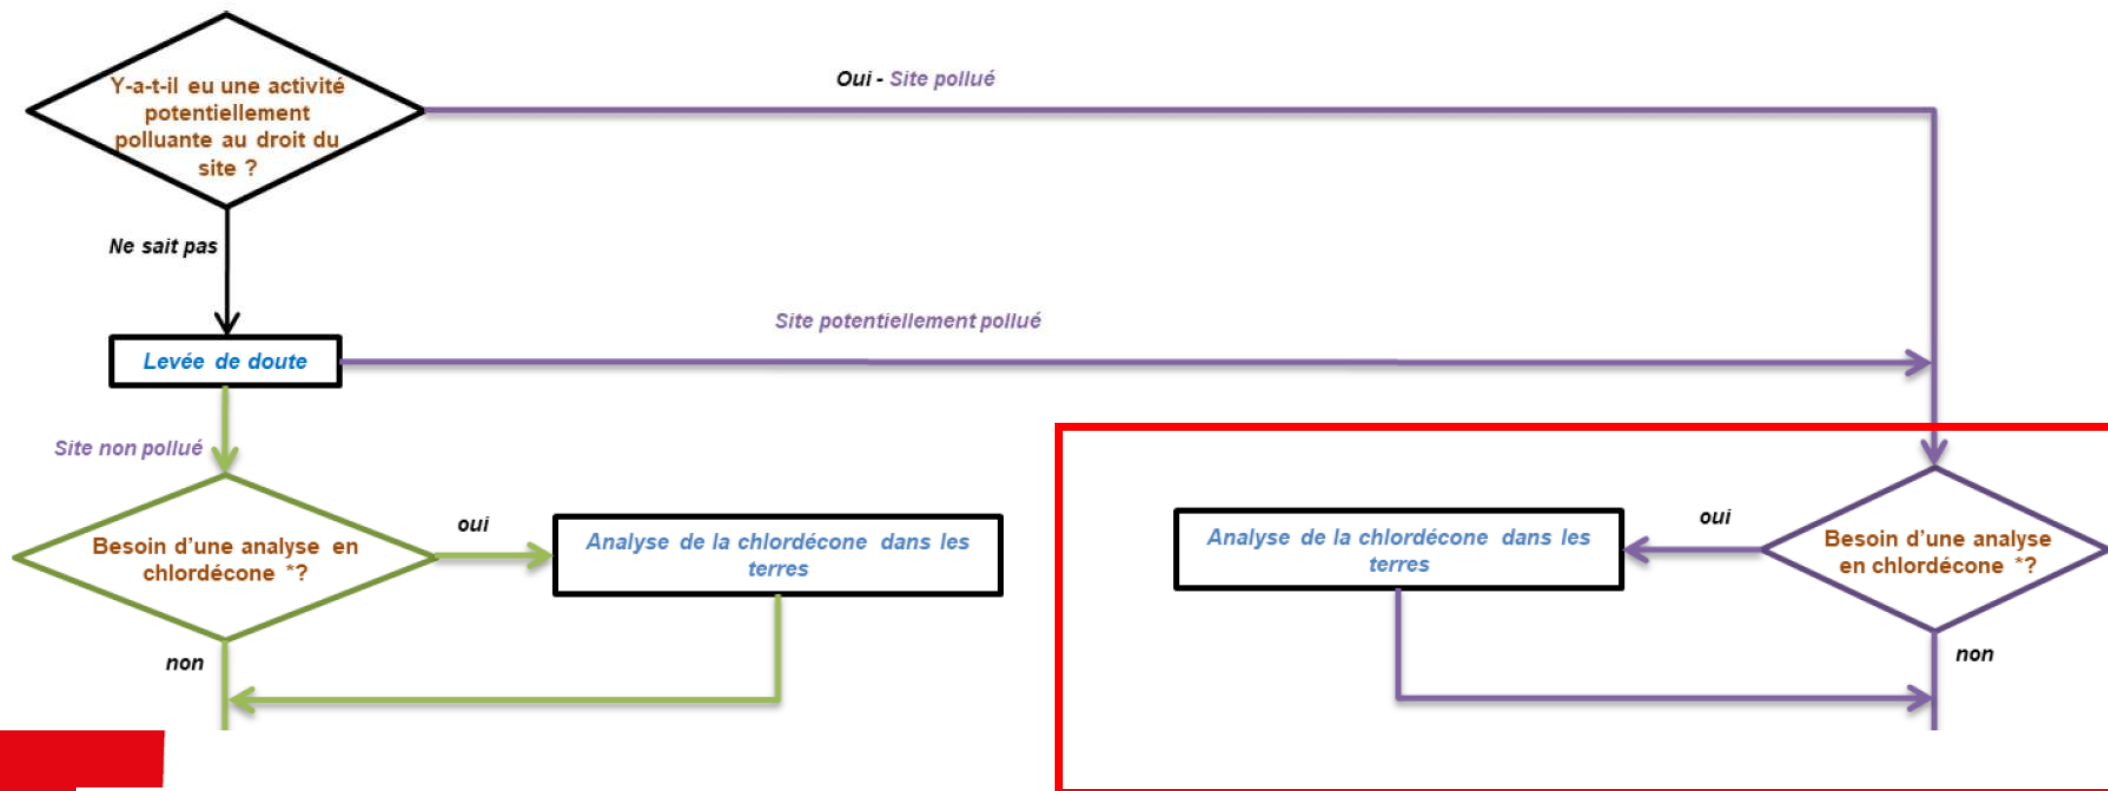 Y-a-t-il eu une activité
potentiellement
polluante au droit du
site ?
Oui - Site pollué
Ne sait pas
Site potentiellement pollué
Levée de doute
Site non pollué
Besoin d'une analyse en
chlordécone *?
oui
Analyse de la chlordécone dans les
terres
non
Analyse de la chlordécone dans les
terres
oui
Besoin d'une analyse
en chlordécone *?
non